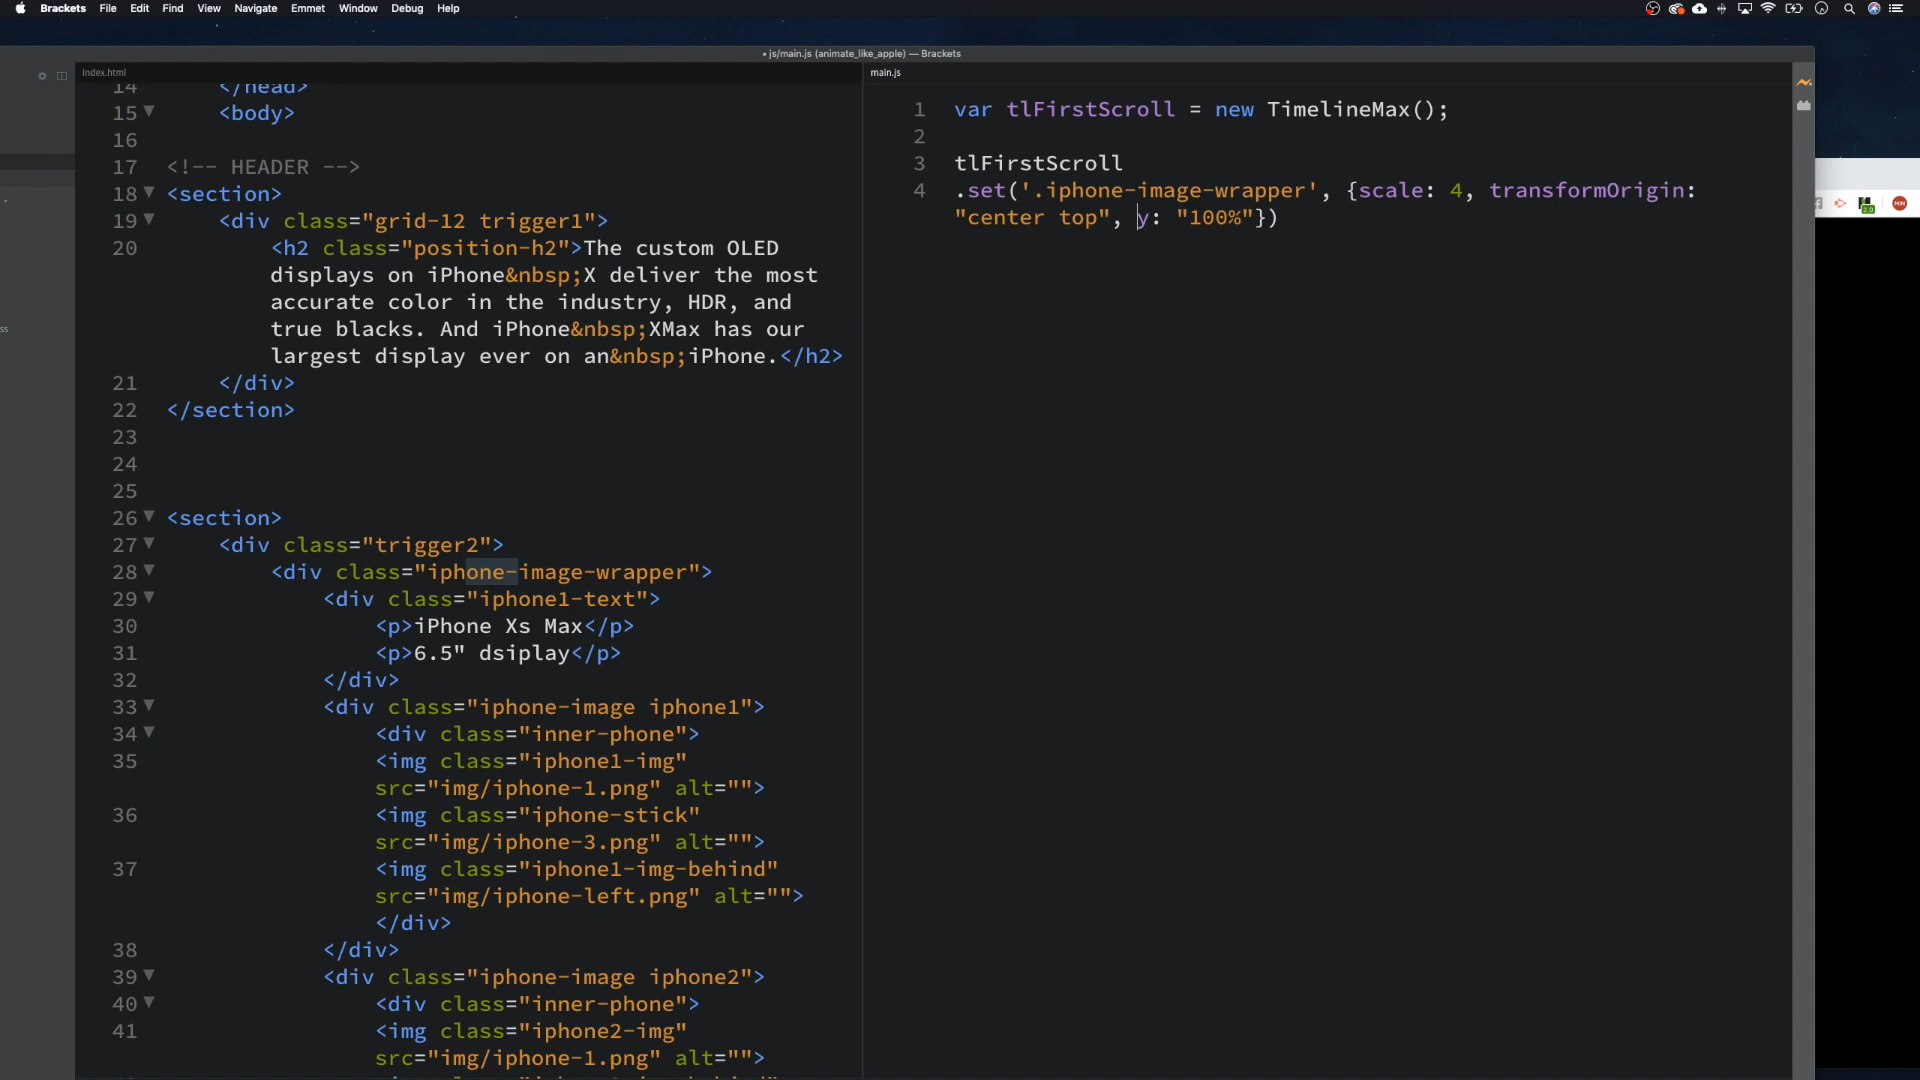 Brackets File Edit Find View Navigate Emmet Window Debug Help
• js/main.js (animate_like_apple) — Brackets
index.html
14 </head>
15 <body>
16
17 <!-- HEADER -->
18 <section>
19 <div class="grid-12 trigger1">
20 <h2 class="position-h2">The custom OLED
displays on iPhone&nbsp;X deliver the most
accurate color in the industry, HDR, and
true blacks. And iPhone&nbsp;XMax has our
largest display ever on an&nbsp;iPhone.</h2>
21 </div>
22 </section>
23
24
25
26 <section>
27 <div class="trigger2">
28 <div class="iphone-image-wrapper">
29 <div class="iphone1-text">
30 <p>iPhone Xs Max</p>
31 <p>6.5" dsiplay</p>
32 </div>
33 <div class="iphone-image iphone1">
34 <div class="inner-phone">
35 <img class="iphone1-img"
src="img/iphone-1.png" alt="">
36 <img class="iphone-stick"
src="img/iphone-3.png" alt="">
37 <img class="iphone1-img-behind"
src="img/iphone-left.png" alt="">
</div>
38 </div>
39 <div class="iphone-image iphone2">
40 <div class="inner-phone">
41 <img class="iphone2-img"
src="img/iphone-1.png" alt="">
main.js
1 var tlFirstScroll = new TimelineMax();
2
3 tlFirstScroll
4 .set('.iphone-image-wrapper', {scale: 4, transformOrigin:
"center top", y: "100%"})
ss
2.0
MIN